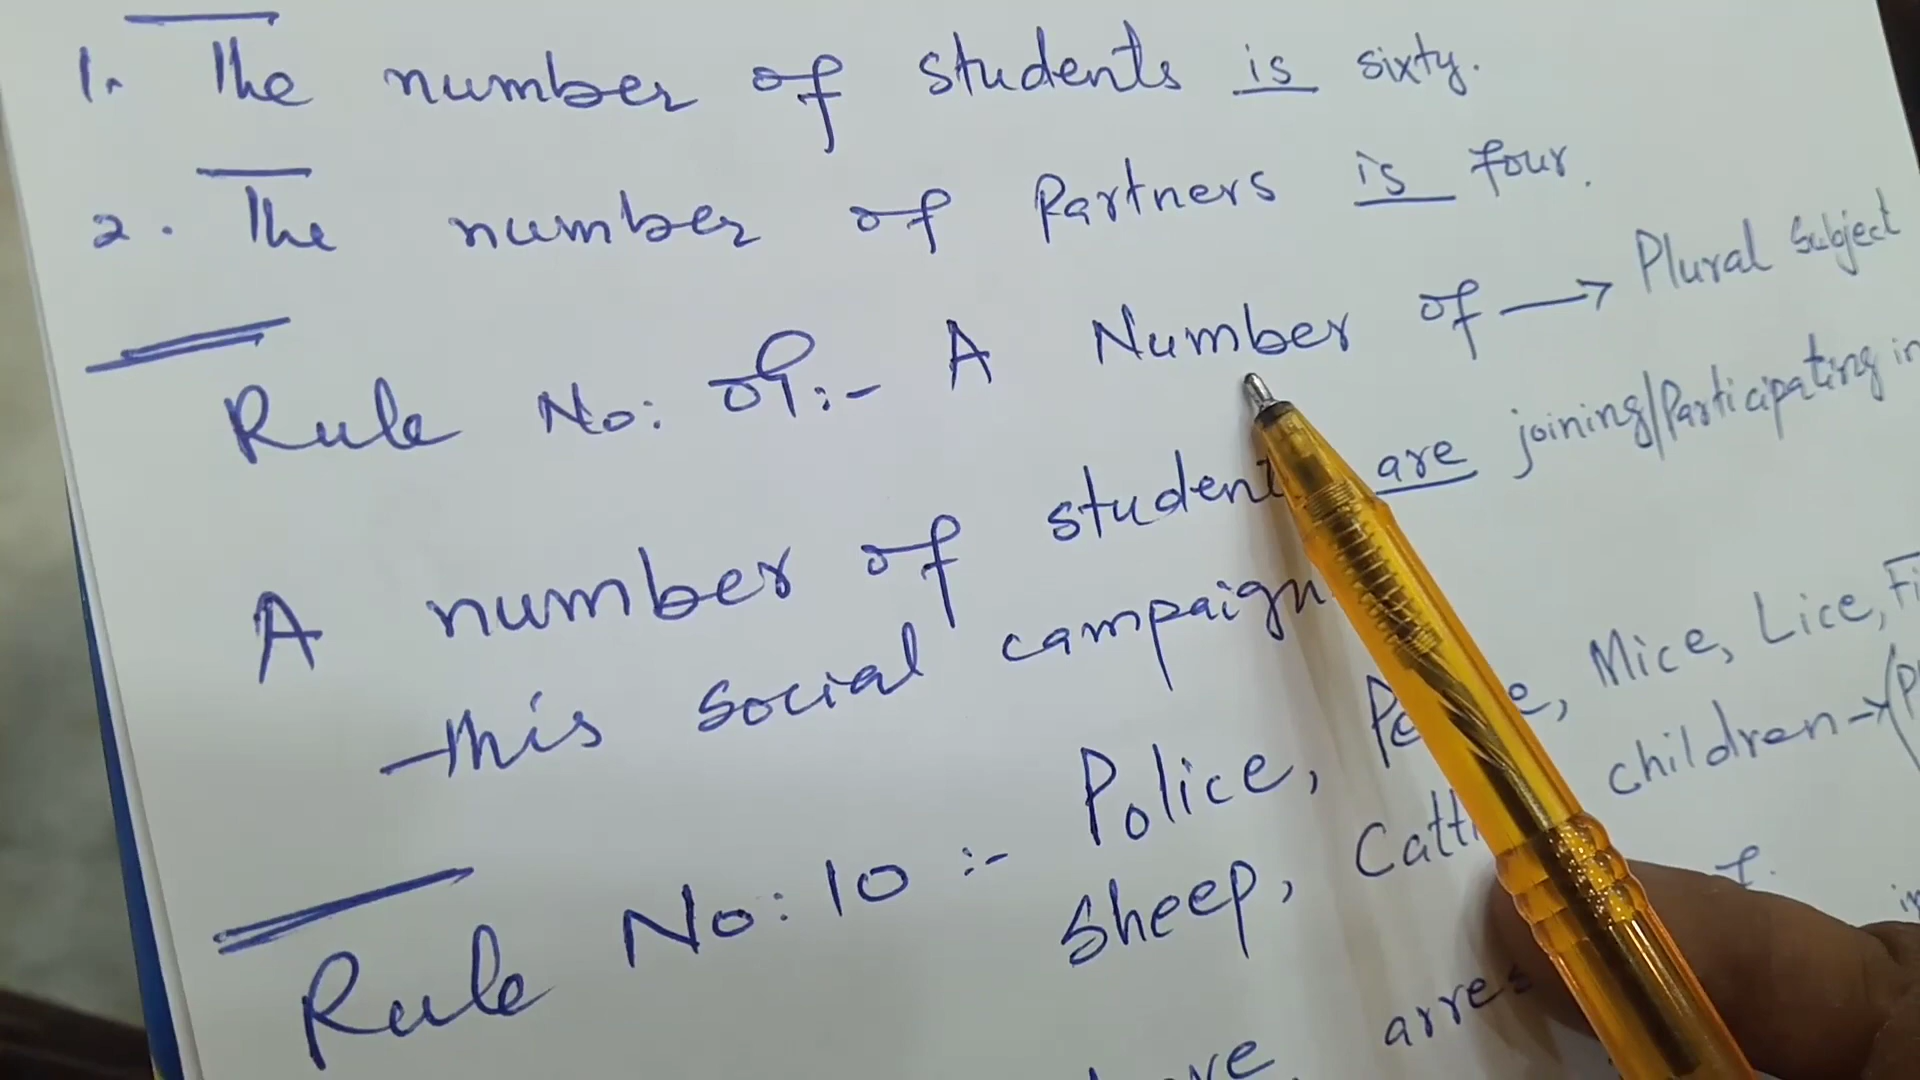 1. The number of students is sixty.
2. The number of Partners is four.
Rule No: 09:- A Number of → Plural Subject
A number of student are joining/Participating in
this social campaign
Rule No: 10 :- Police, Mice, Lice,
Sheep, children →